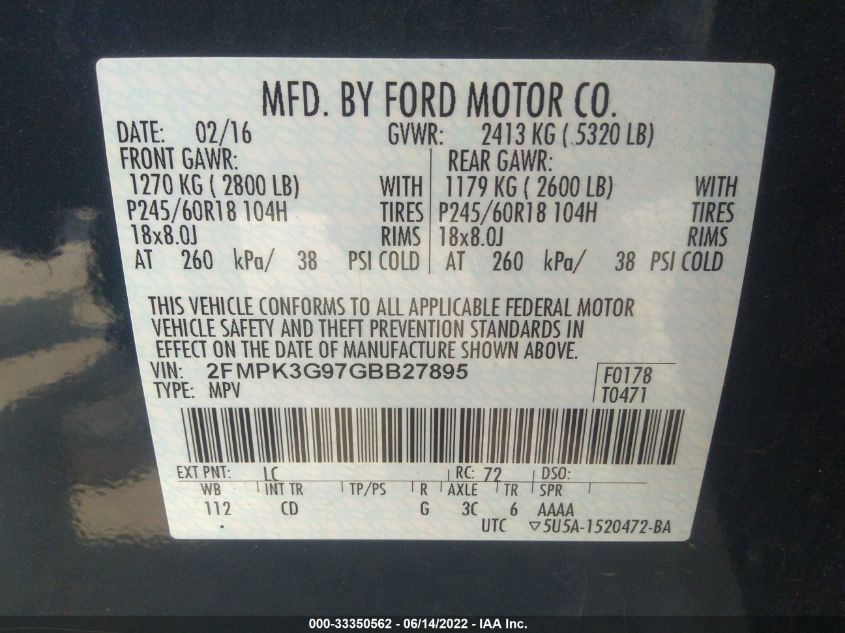 MFD. BY FORD MOTOR CO.
DATE: 02/16 GVWR: 2413 KG ( 5320 LB)
FRONT GAWR: REAR GAWR:
1270 KG ( 2800 LB) WITH 1179 KG ( 2600 LB) WITH
P245/60R18 104H TIRES P245/60R18 104H TIRES
18x8.0J RIMS 18x8.0J RIMS
AT 260 kPa/ 38 PSI COLD AT 260 kPa/ 38 PSI COLD
THIS VEHICLE CONFORMS TO ALL APPLICABLE FEDERAL MOTOR
VEHICLE SAFETY AND THEFT PREVENTION STANDARDS IN
EFFECT ON THE DATE OF MANUFACTURE SHOWN ABOVE.
VIN: 2FMPK3G97GBB27895 F0178
TYPE: MPV T0471
EXT PNT: LC RC: 72 DSO:
WB INT TR TP/PS R AXLE TR SPR
112 CD G 3C 6 AAAA
UTC ▽5U5A-1520472-BA
000-33350562 - 06/14/2022 - IAA Inc.